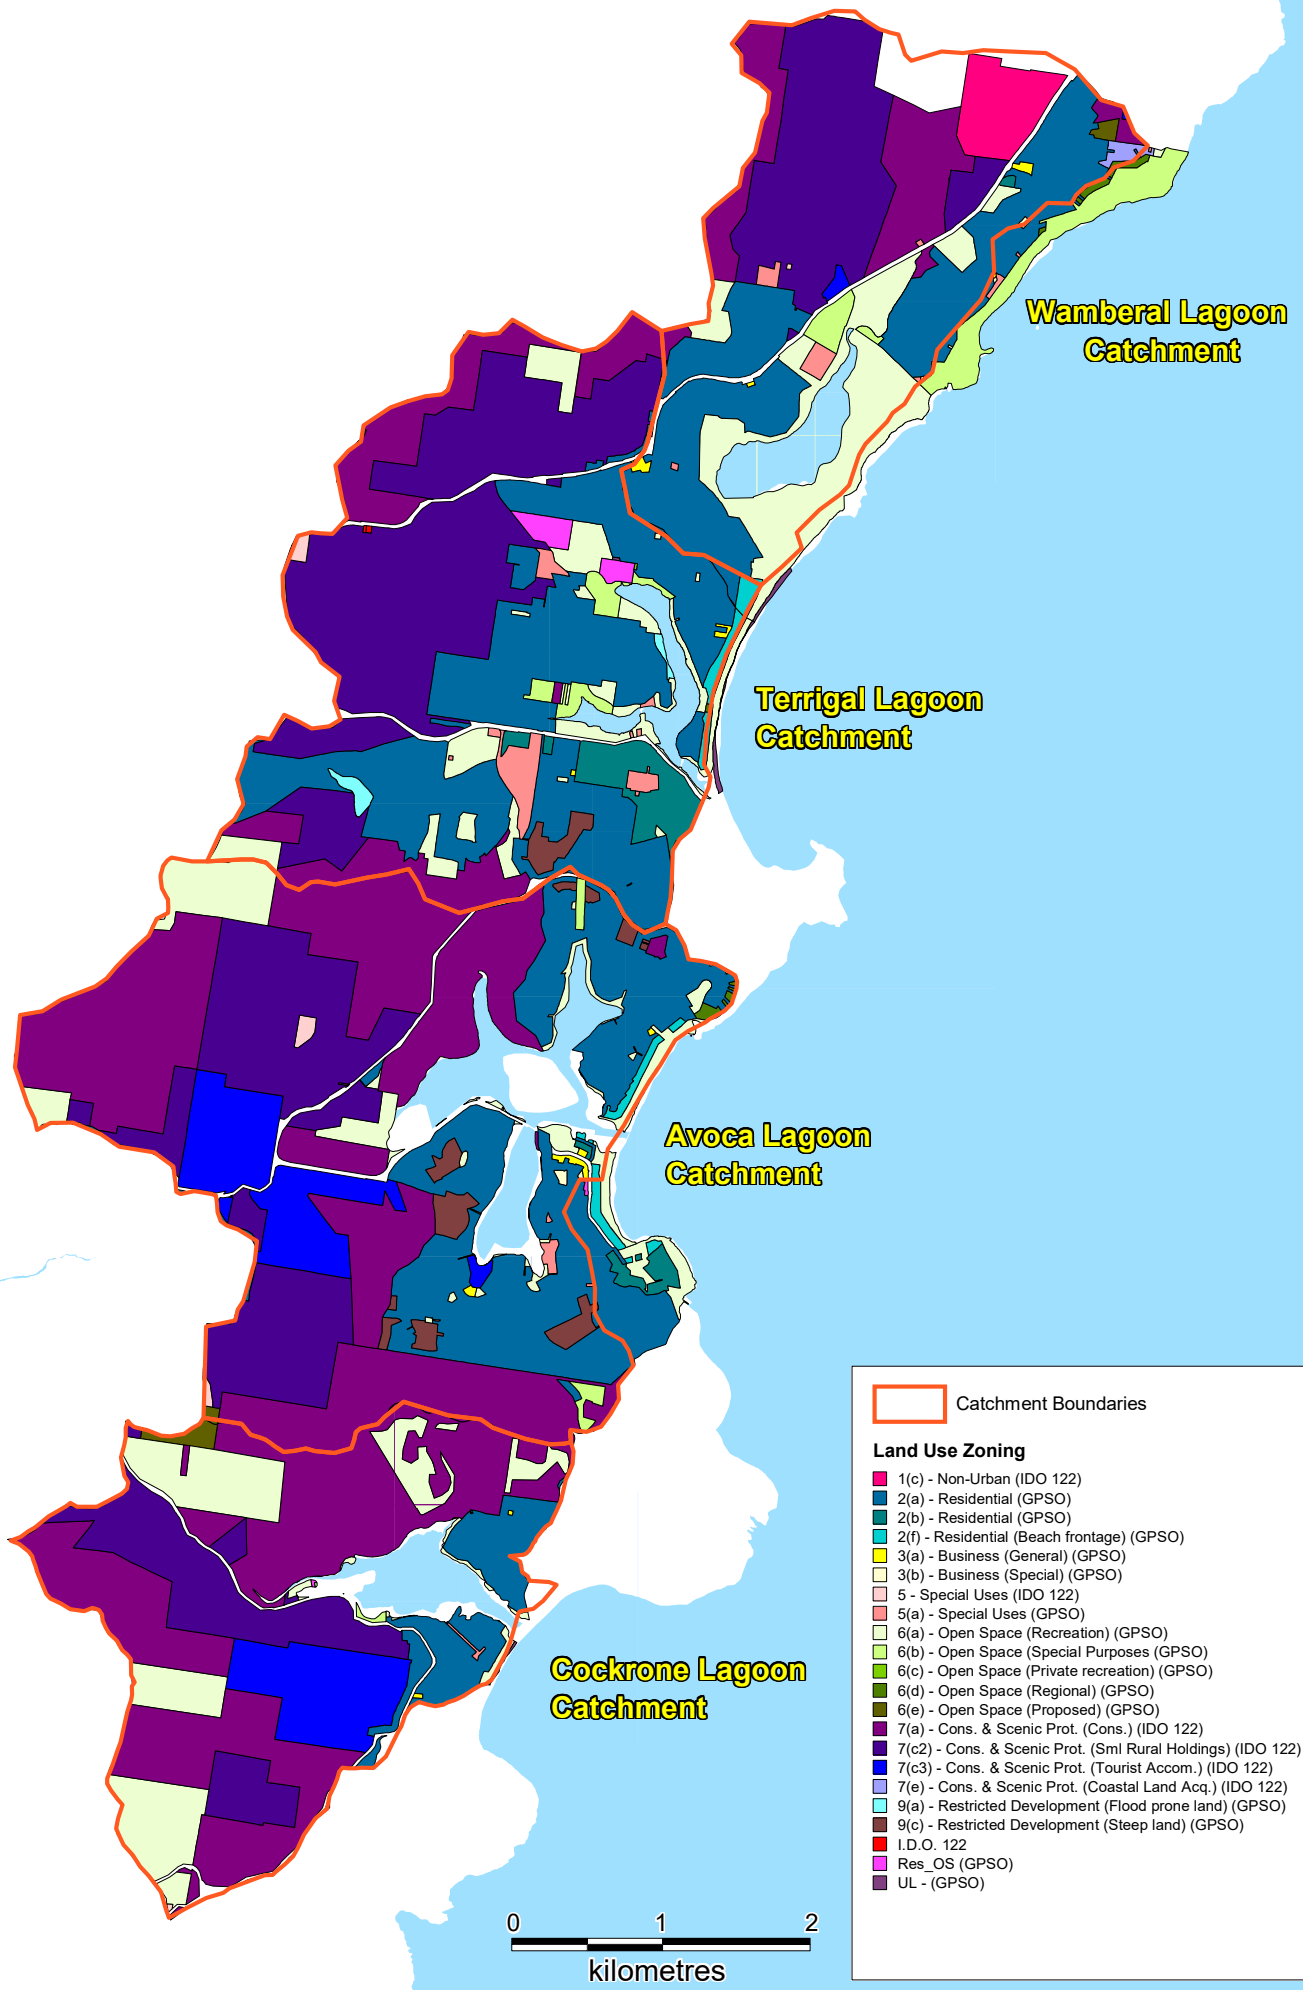 Wamberal Lagoon
Catchment
Terrigal Lagoon
Catchment
Avoca Lagoon
Catchment
Cockrone Lagoon
Catchment
Catchment Boundaries
Land Use Zoning
1(c) - Non-Urban (IDO 122)
2(a) - Residential (GPSO)
2(b) - Residential (GPSO)
2(f) - Residential (Beach frontage) (GPSO)
3(a) - Business (General) (GPSO)
3(b) - Business (Special) (GPSO)
5 - Special Uses (IDO 122)
5(a) - Special Uses (GPSO)
6(a) - Open Space (Recreation) (GPSO)
6(b) - Open Space (Special Purposes (GPSO)
6(c) - Open Space (Private recreation) (GPSO)
6(d) - Open Space (Regional) (GPSO)
6(e) - Open Space (Proposed) (GPSO)
7(a) - Cons. & Scenic Prot. (Cons.) (IDO 122)
7(c2) - Cons. & Scenic Prot. (Sml Rural Holdings) (IDO 122)
7(c3) - Cons. & Scenic Prot. (Tourist Accom.) (IDO 122)
7(e) - Cons. & Scenic Prot. (Coastal Land Acq.) (IDO 122)
9(a) - Restricted Development (Flood prone land) (GPSO)
9(c) - Restricted Development (Steep land) (GPSO)
I.D.O. 122
Res_OS (GPSO)
UL - (GPSO)
0 1 2
kilometres